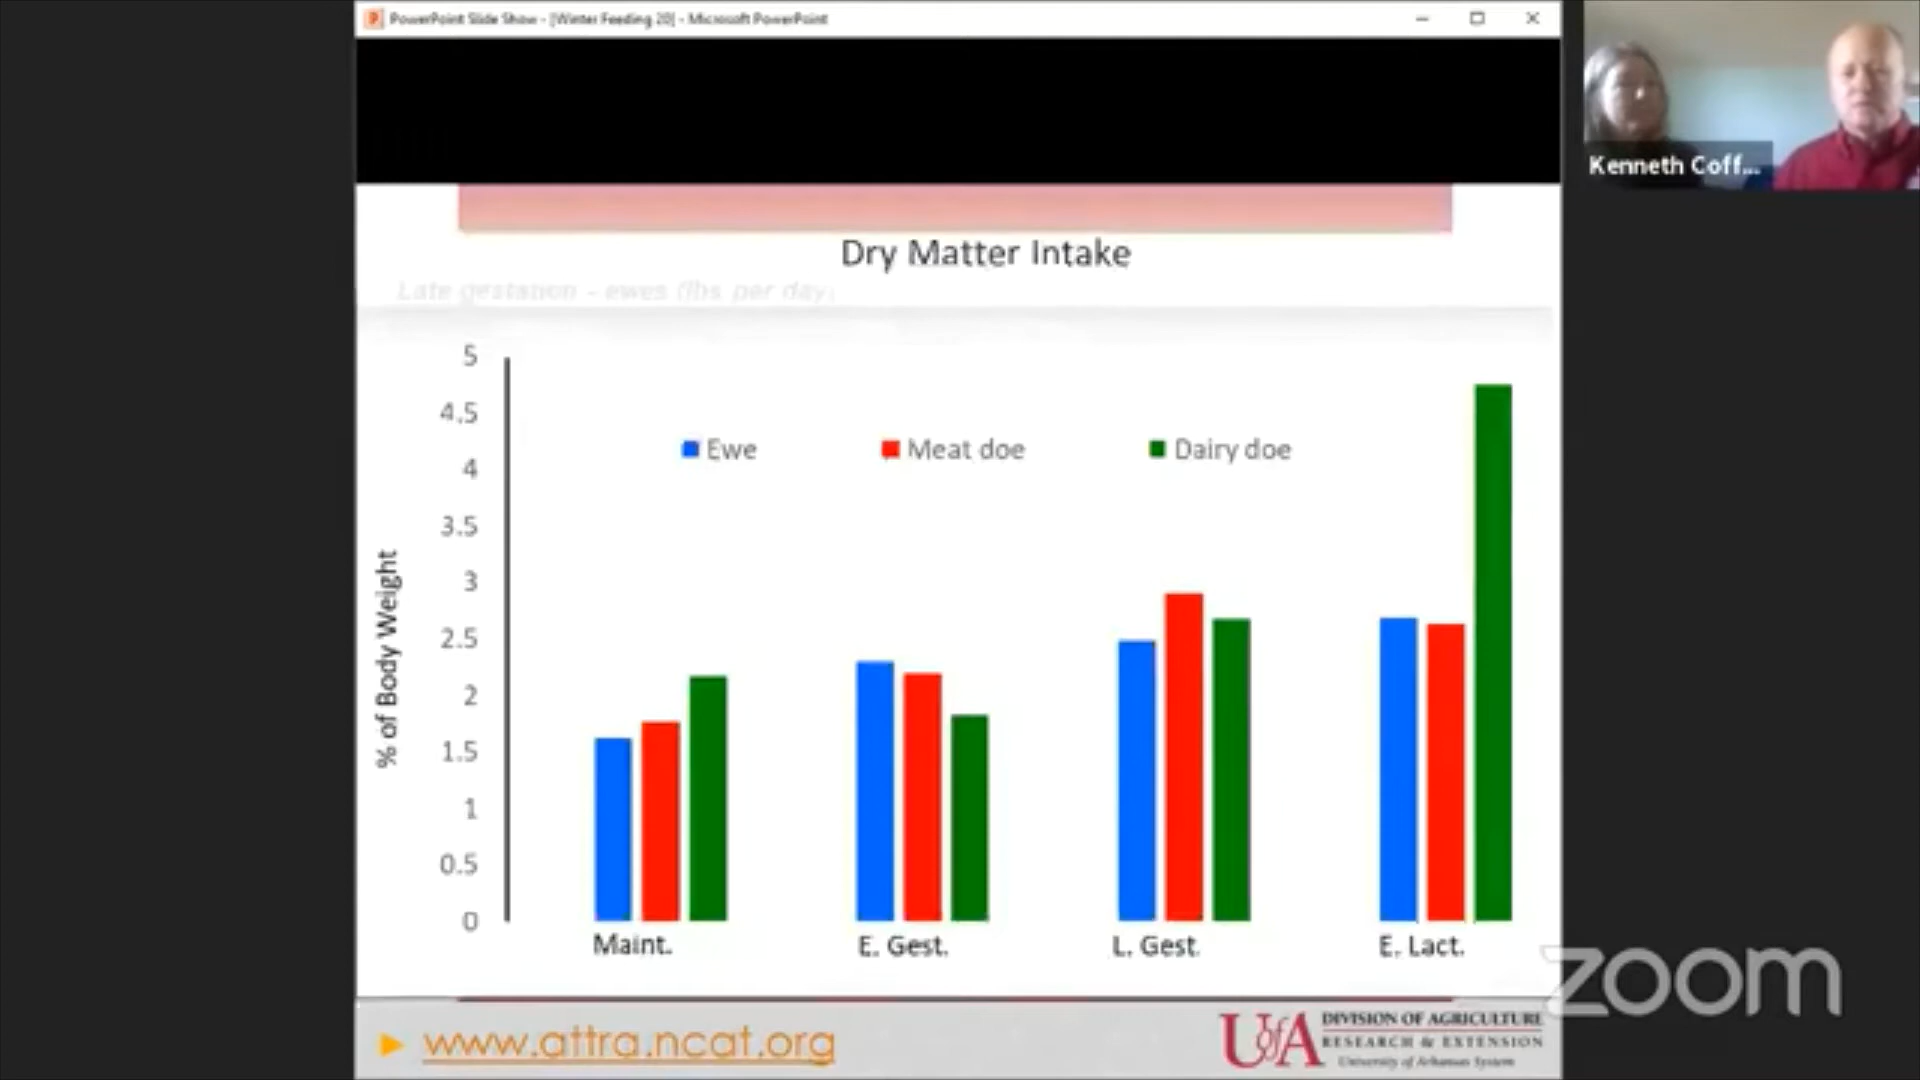 PowerPoint Slide Show - [Winter Feeding 20] - Microsoft PowerPoint
Kenneth Coff...
Dry Matter Intake
Late gestation - ewes (lbs per day)
5
4.5
4
3.5
3
2.5
2
1.5
1
0.5
0
% of Body Weight
Ewe Meat doe Dairy doe
Maint. E. Gest. L. Gest. E. Lact.
zoom
www.attra.ncat.org
UofA DIVISION OF AGRICULTURE
RESEARCH & EXTENSION
University of Arkansas System